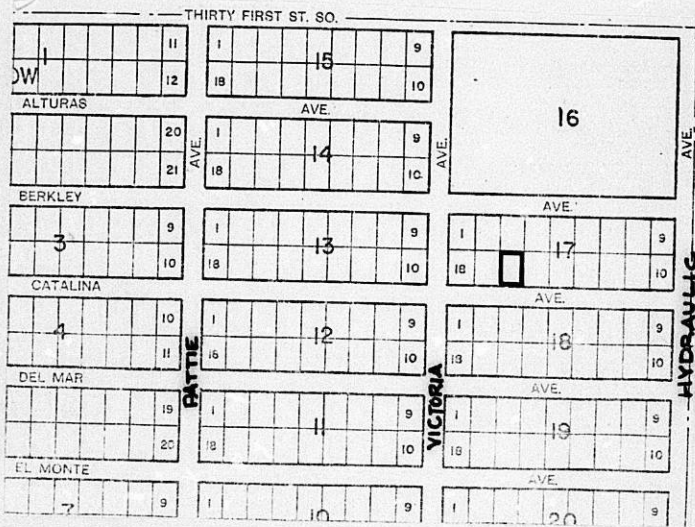 THIRTY FIRST ST. SO.
1 11 1 15 9
OW 12 18 10 16
ALTURAS AVE.
20 1 14 9
21 18 10
AVE. AVE. AVE.
BERKLEY AVE.
3 9 1 13 9 1 17 9
10 18 10 18 10
CATALINA AVE.
4 10 1 12 9 1 18 9
11 18 10 18 10
PATTIE VICTORIA HYDRAULIC
DEL MAR AVE.
19 1 11 9 1 19 9
20 18 10 18 10
EL MONTE AVE.
7 9 1 10 9 1 20 9